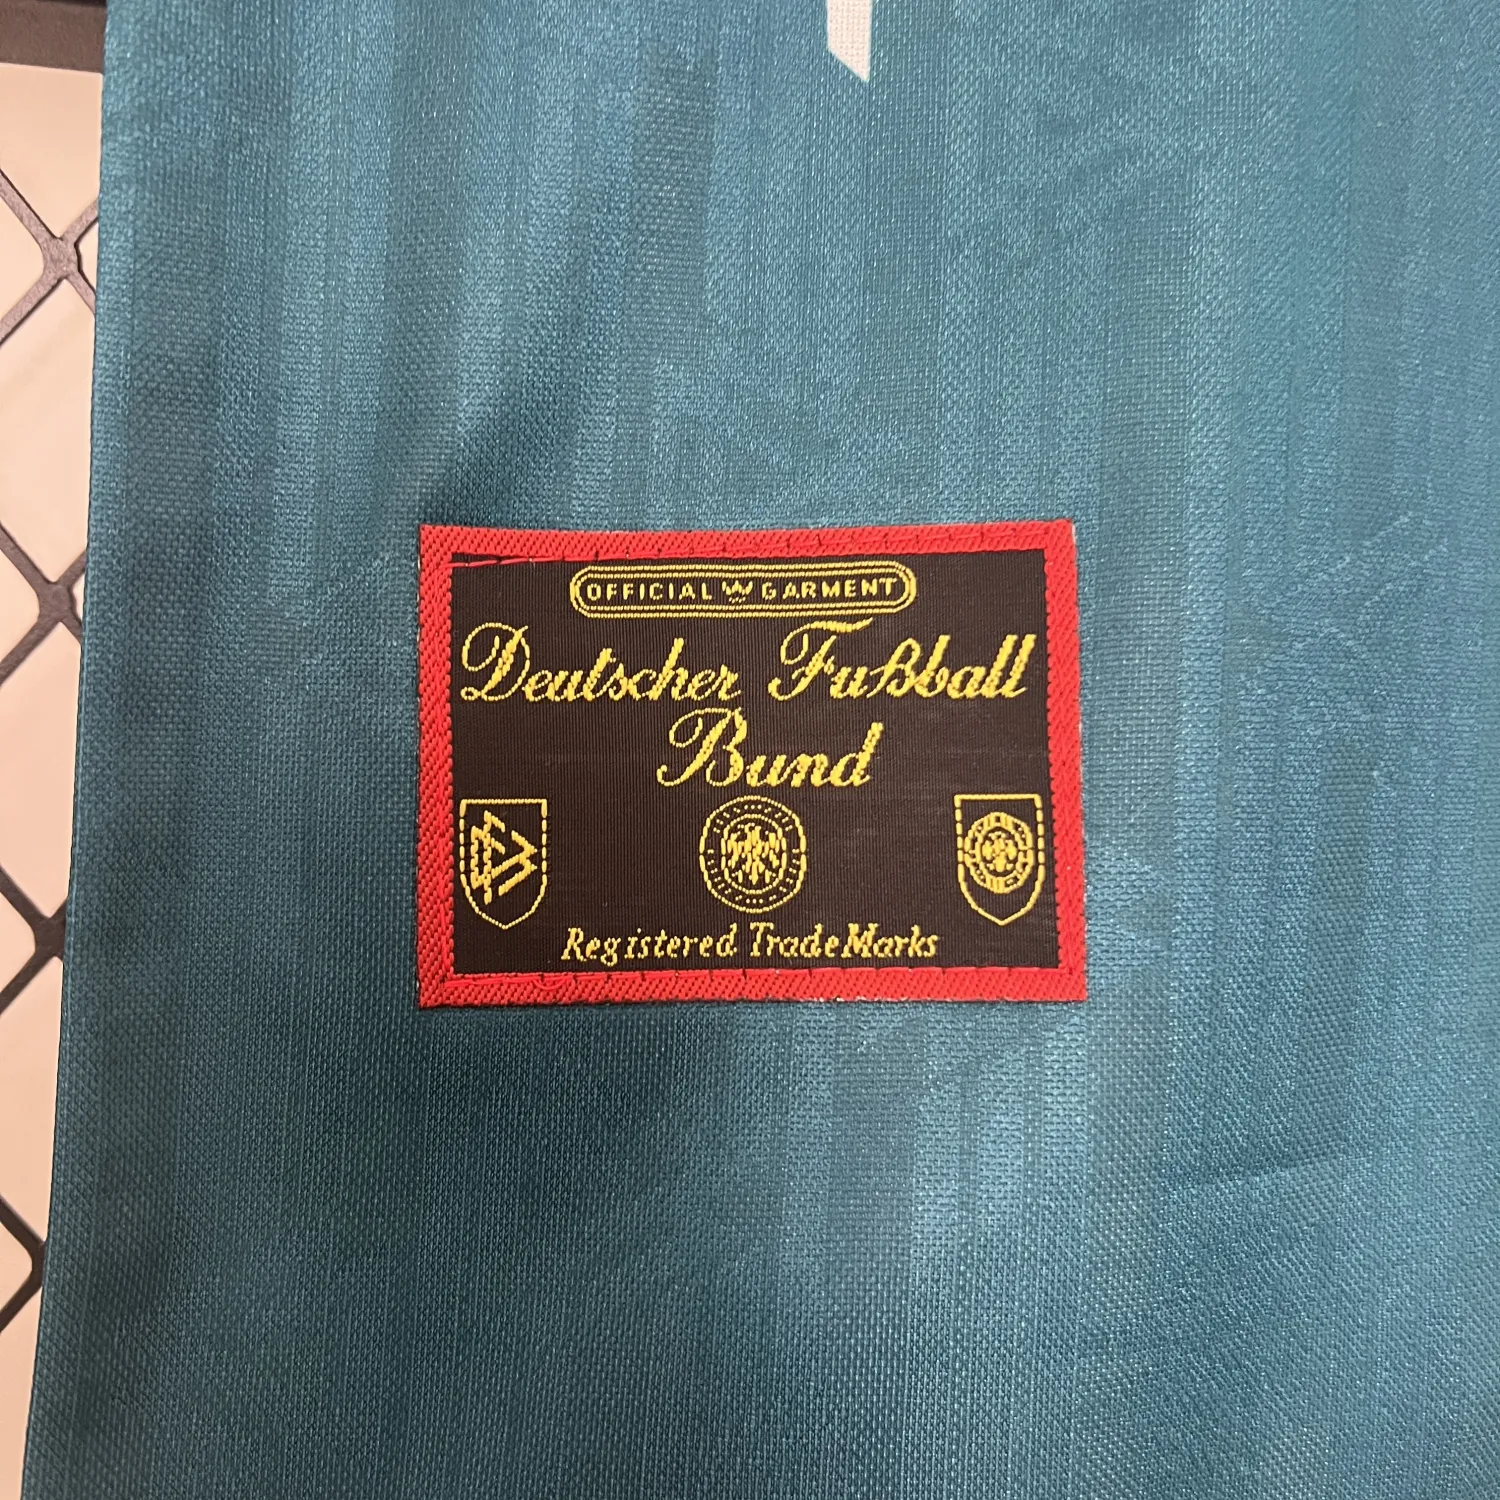 OFFICIAL W GARMENT
Deutscher Fußball
Bund
Registered TradeMarks